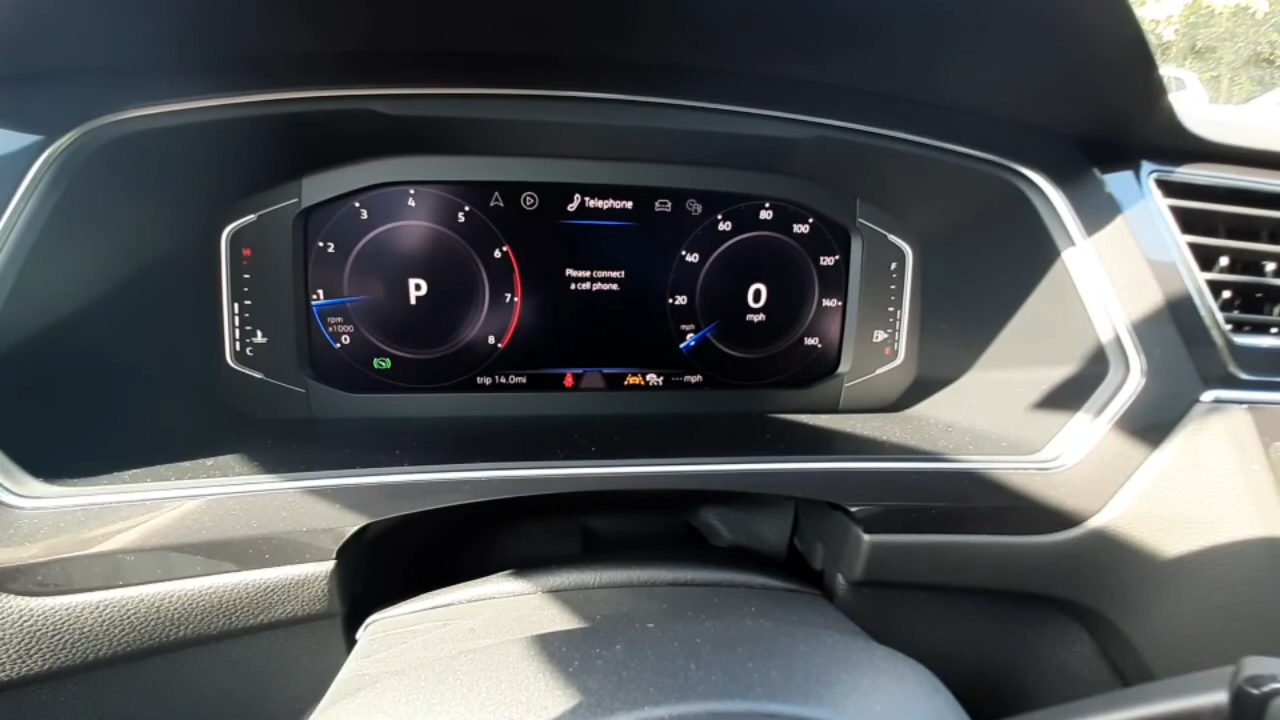 Telephone
Please connect
a cell phone.
4
3
5
2
6
1
7
rpm
x1000
0
8
P
80
60
100
40
120
20
140
mph
160
0
mph
trip 14.0mi
--- mph
H
C
F